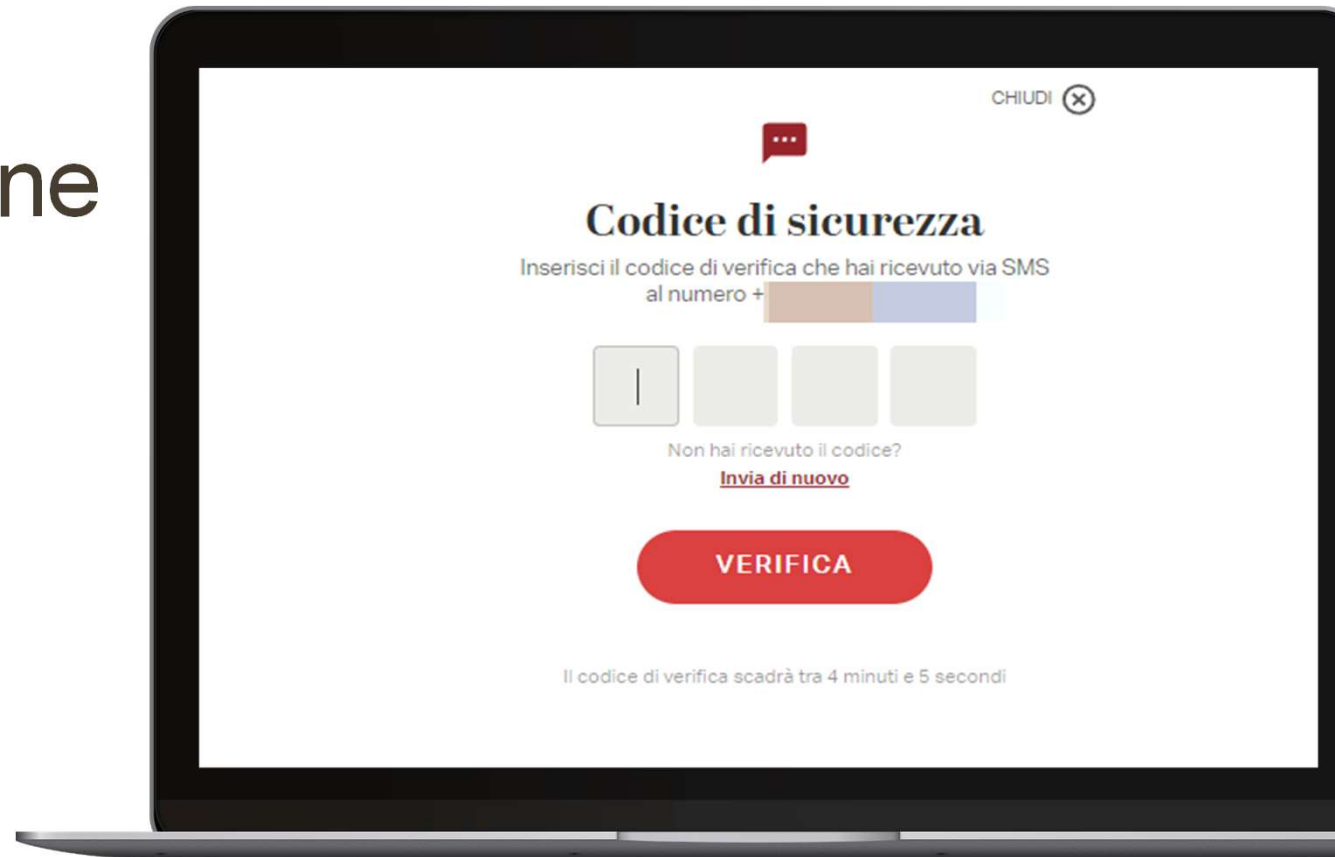 ne
CHIUDI
Codice di sicurezza
Inserisci il codice di verifica che hai ricevuto via SMS
al numero +
Non hai ricevuto il codice?
Invia di nuovo
VERIFICA
Il codice di verifica scadrà tra 4 minuti e 5 secondi